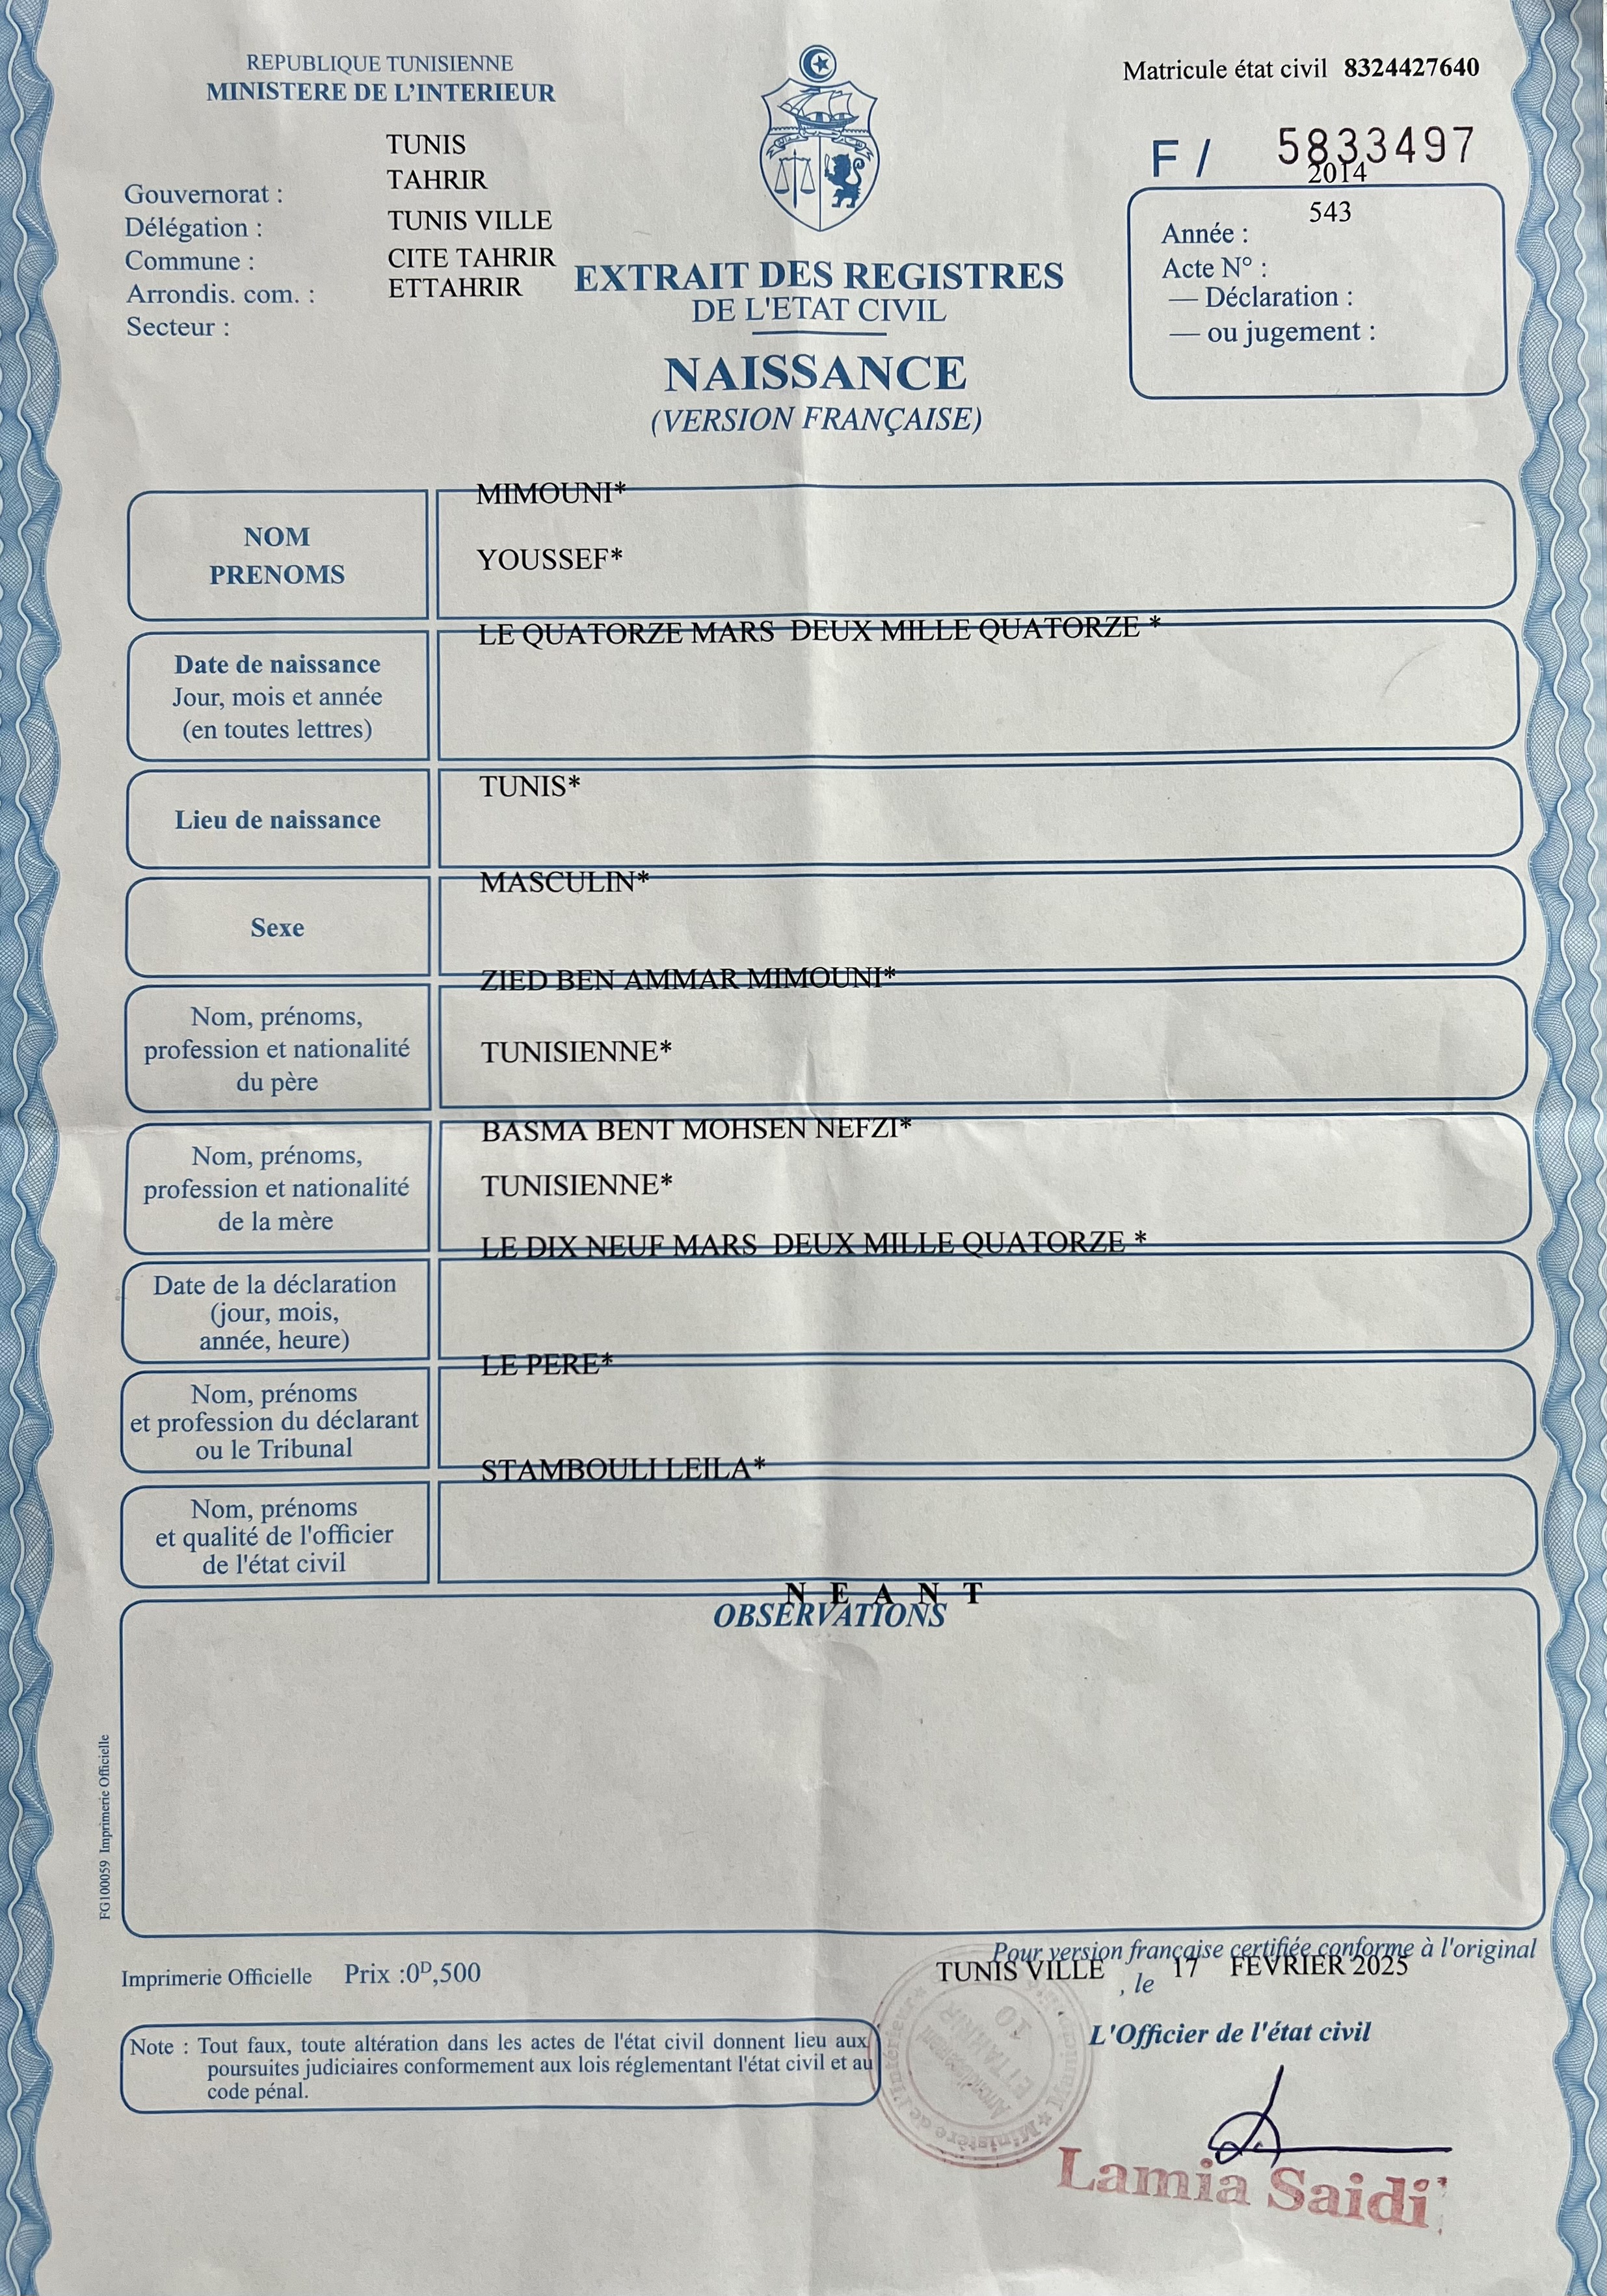 REPUBLIQUE TUNISIENNE
MINISTERE DE L'INTERIEUR
Matricule état civil 8324427640
F / 5833497
TUNIS
TAHRIR
TUNIS VILLE
CITE TAHRIR
ETTAHRIR
Gouvernorat :
Délégation :
Commune :
Arrondis. com. :
Secteur :
2014
543
Année :
Acte N° :
— Déclaration :
— ou jugement :
EXTRAIT DES REGISTRES
DE L'ETAT CIVIL
NAISSANCE
(VERSION FRANÇAISE)
NOM
PRENOMS
MIMOUNI*
YOUSSEF*
Date de naissance
Jour, mois et année
(en toutes lettres)
LE QUATORZE MARS DEUX MILLE QUATORZE *
Lieu de naissance
TUNIS*
Sexe
MASCULIN*
Nom, prénoms,
profession et nationalité
du père
ZIED BEN AMMAR MIMOUNI*
TUNISIENNE*
Nom, prénoms,
profession et nationalité
de la mère
BASMA BENT MOHSEN NEFZI*
TUNISIENNE*
Date de la déclaration
(jour, mois,
année, heure)
LE DIX NEUF MARS DEUX MILLE QUATORZE *
Nom, prénoms
et profession du déclarant
ou le Tribunal
LE PERE*
Nom, prénoms
et qualité de l'officier
de l'état civil
STAMBOULI LEILA*
N E A N T
OBSERVATIONS
FG100059 Imprimerie Officielle
Pour version française certifiée conforme à l'original
TUNIS VILLE , le 17 FEVRIER 2025
Imprimerie Officielle Prix :0ᴰ,500
L'Officier de l'état civil
Note : Tout faux, toute altération dans les actes de l'état civil donnent lieu aux
poursuites judiciaires conformement aux lois réglementant l'état civil et au
code pénal.
Ministère de l'Intérieur
Arrondissement
ETTAHRIR
10
Lamia Saidi